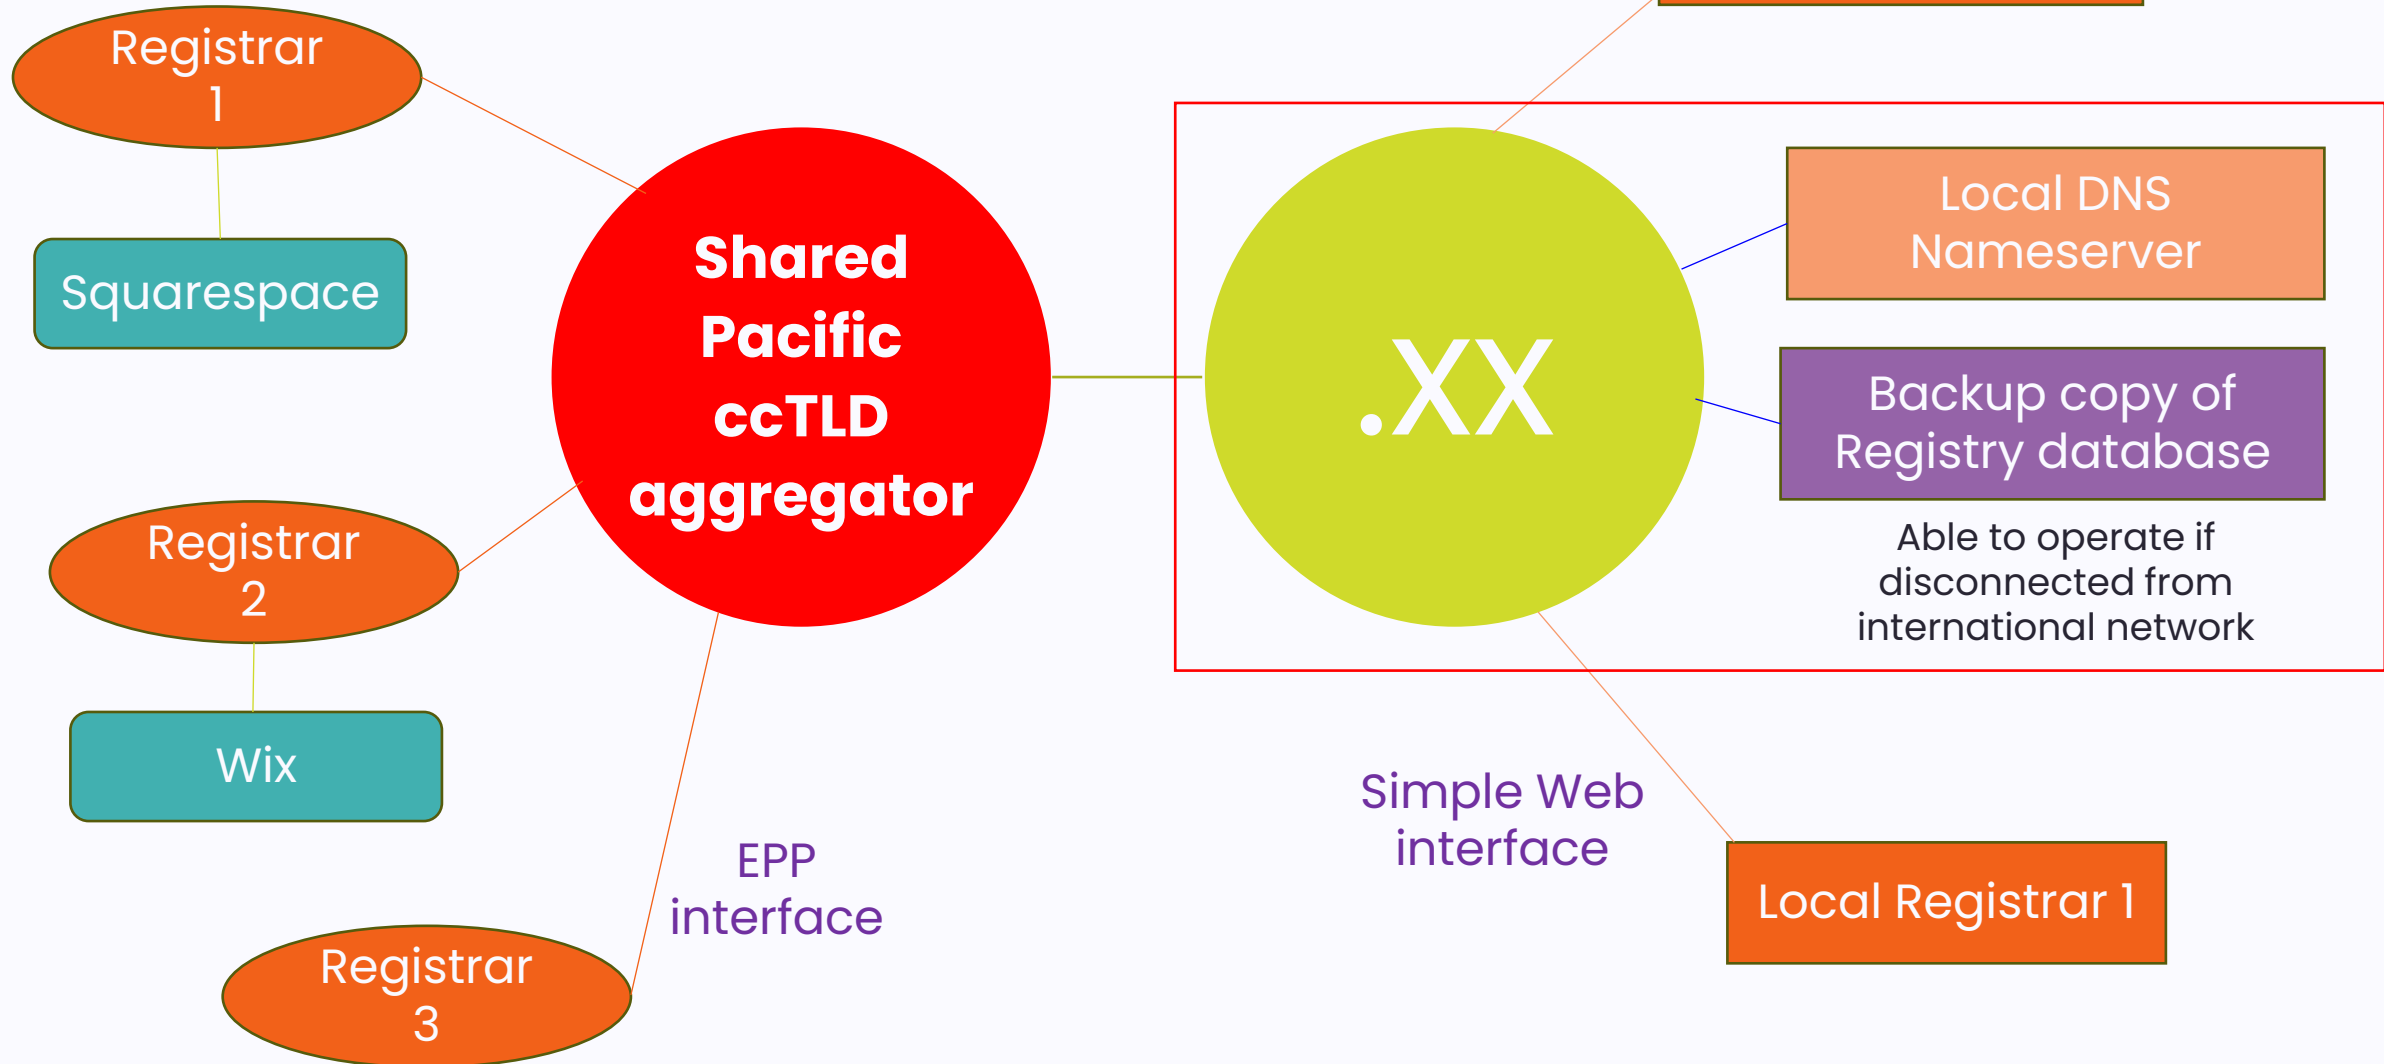 Registrar
1
Squarespace
Registrar
2
Wix
Registrar
3
Shared
Pacific
ccTLD
aggregator
EPP
interface
.XX
Local DNS
Nameserver
Backup copy of
Registry database
Able to operate if
disconnected from
international network
Simple Web
interface
Local Registrar 1